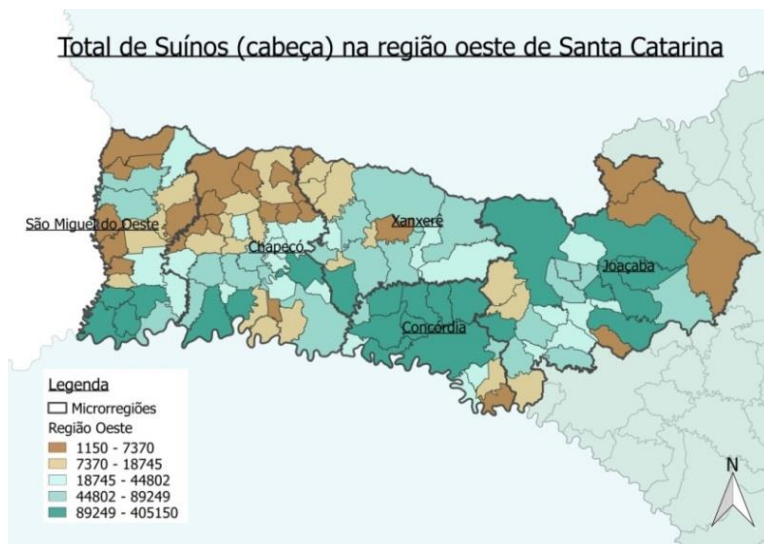 Total de Suínos (cabeça) na região oeste de Santa Catarina
São Miguel do Oeste
Chapecó
Xanxerê
Joaçaba
Concórdia
Legenda
Microrregiões
Região Oeste
1150 - 7370
7370 - 18745
18745 - 44802
44802 - 89249
89249 - 405150
N